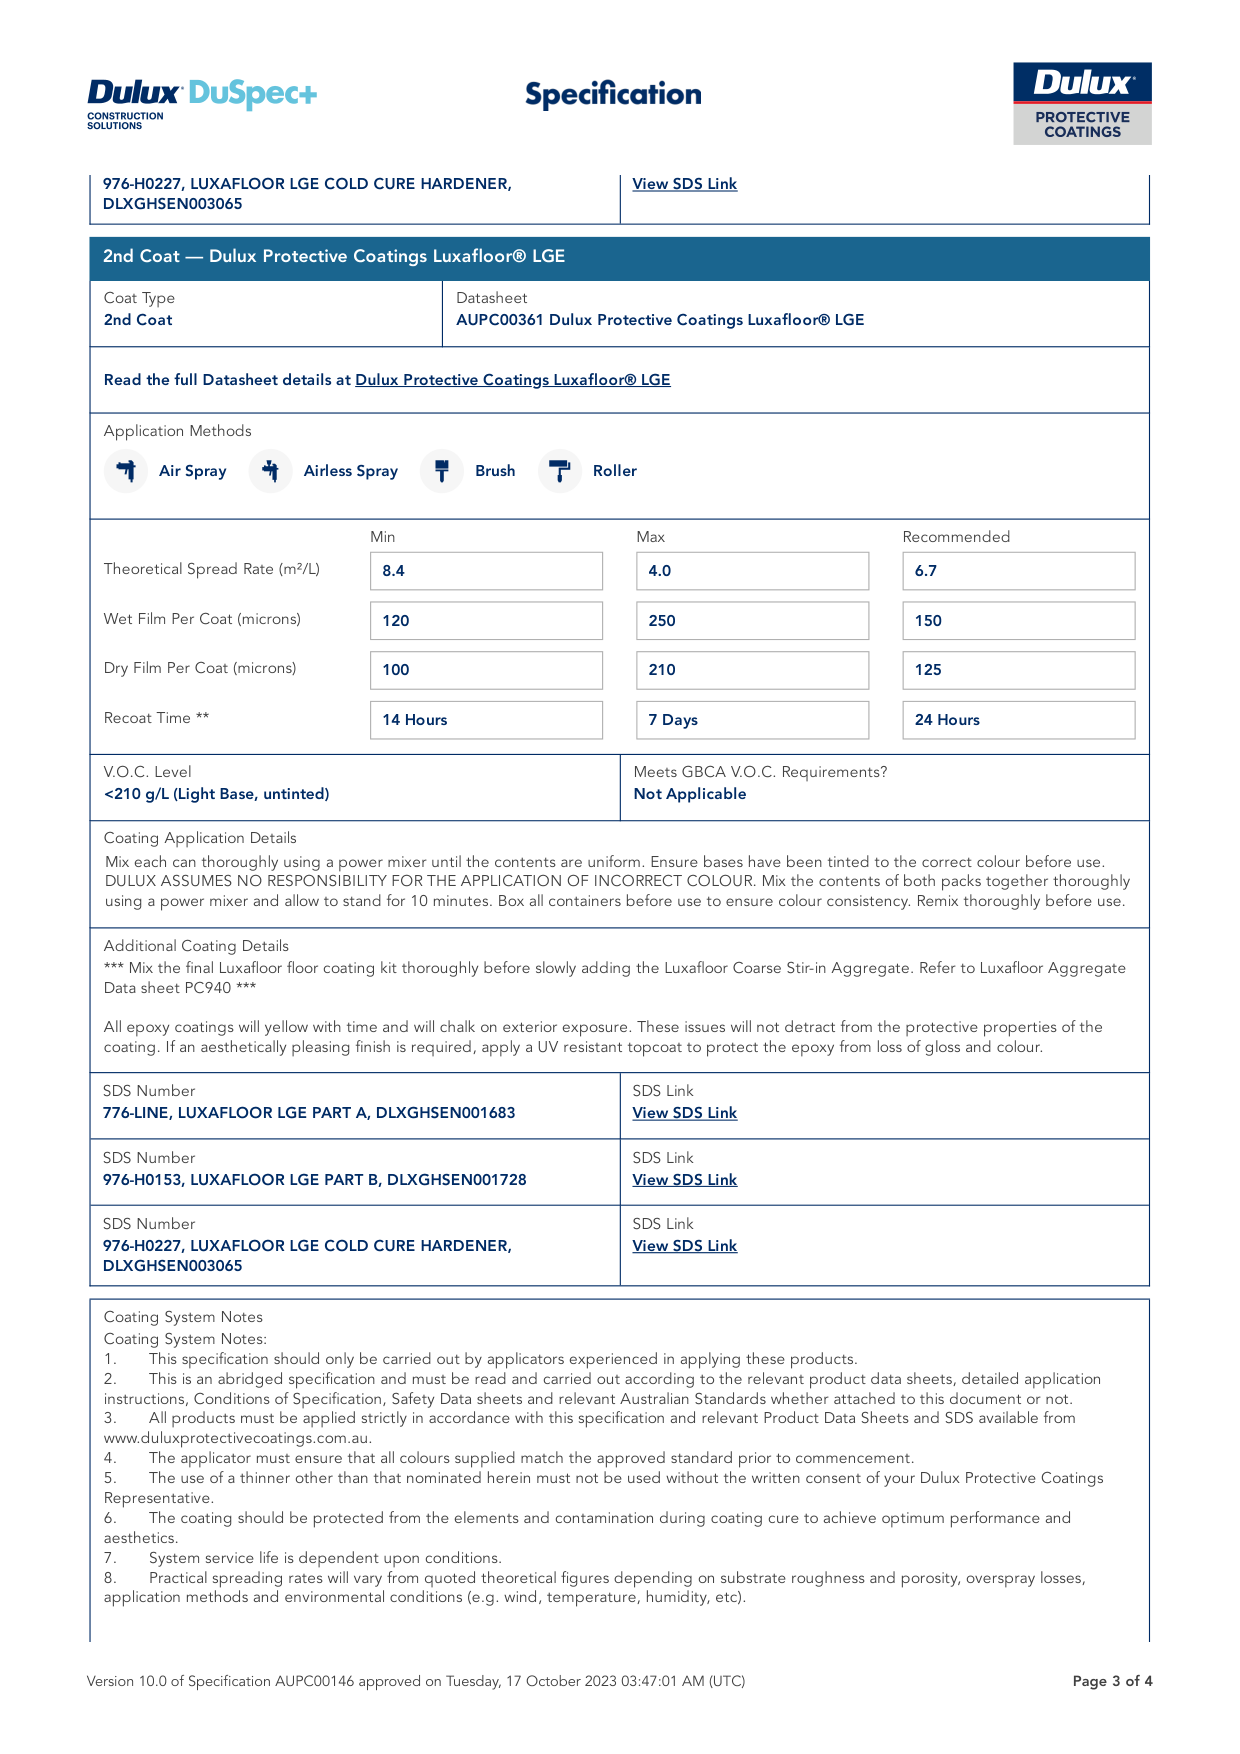 Dulux DuSpec+
CONSTRUCTION
SOLUTIONS
Specification
Dulux
PROTECTIVE
COATINGS
976-H0227, LUXAFLOOR LGE COLD CURE HARDENER,
DLXGHSEN003065
View SDS Link
2nd Coat — Dulux Protective Coatings Luxafloor® LGE
Coat Type
2nd Coat
Datasheet
AUPC00361 Dulux Protective Coatings Luxafloor® LGE
Read the full Datasheet details at Dulux Protective Coatings Luxafloor® LGE
Application Methods
Air Spray Airless Spray Brush Roller
Min Max Recommended
Theoretical Spread Rate (m²/L) 8.4 4.0 6.7
Wet Film Per Coat (microns) 120 250 150
Dry Film Per Coat (microns) 100 210 125
Recoat Time ** 14 Hours 7 Days 24 Hours
V.O.C. Level
<210 g/L (Light Base, untinted)
Meets GBCA V.O.C. Requirements?
Not Applicable
Coating Application Details
Mix each can thoroughly using a power mixer until the contents are uniform. Ensure bases have been tinted to the correct colour before use.
DULUX ASSUMES NO RESPONSIBILITY FOR THE APPLICATION OF INCORRECT COLOUR. Mix the contents of both packs together thoroughly
using a power mixer and allow to stand for 10 minutes. Box all containers before use to ensure colour consistency. Remix thoroughly before use.
Additional Coating Details
*** Mix the final Luxafloor floor coating kit thoroughly before slowly adding the Luxafloor Coarse Stir-in Aggregate. Refer to Luxafloor Aggregate
Data sheet PC940 ***
All epoxy coatings will yellow with time and will chalk on exterior exposure. These issues will not detract from the protective properties of the
coating. If an aesthetically pleasing finish is required, apply a UV resistant topcoat to protect the epoxy from loss of gloss and colour.
SDS Number
776-LINE, LUXAFLOOR LGE PART A, DLXGHSEN001683
SDS Link
View SDS Link
SDS Number
976-H0153, LUXAFLOOR LGE PART B, DLXGHSEN001728
SDS Link
View SDS Link
SDS Number
976-H0227, LUXAFLOOR LGE COLD CURE HARDENER,
DLXGHSEN003065
SDS Link
View SDS Link
Coating System Notes
Coating System Notes:
1. This specification should only be carried out by applicators experienced in applying these products.
2. This is an abridged specification and must be read and carried out according to the relevant product data sheets, detailed application
instructions, Conditions of Specification, Safety Data sheets and relevant Australian Standards whether attached to this document or not.
3. All products must be applied strictly in accordance with this specification and relevant Product Data Sheets and SDS available from
www.duluxprotectivecoatings.com.au.
4. The applicator must ensure that all colours supplied match the approved standard prior to commencement.
5. The use of a thinner other than that nominated herein must not be used without the written consent of your Dulux Protective Coatings
Representative.
6. The coating should be protected from the elements and contamination during coating cure to achieve optimum performance and
aesthetics.
7. System service life is dependent upon conditions.
8. Practical spreading rates will vary from quoted theoretical figures depending on substrate roughness and porosity, overspray losses,
application methods and environmental conditions (e.g. wind, temperature, humidity, etc).
Version 10.0 of Specification AUPC00146 approved on Tuesday, 17 October 2023 03:47:01 AM (UTC)
Page 3 of 4